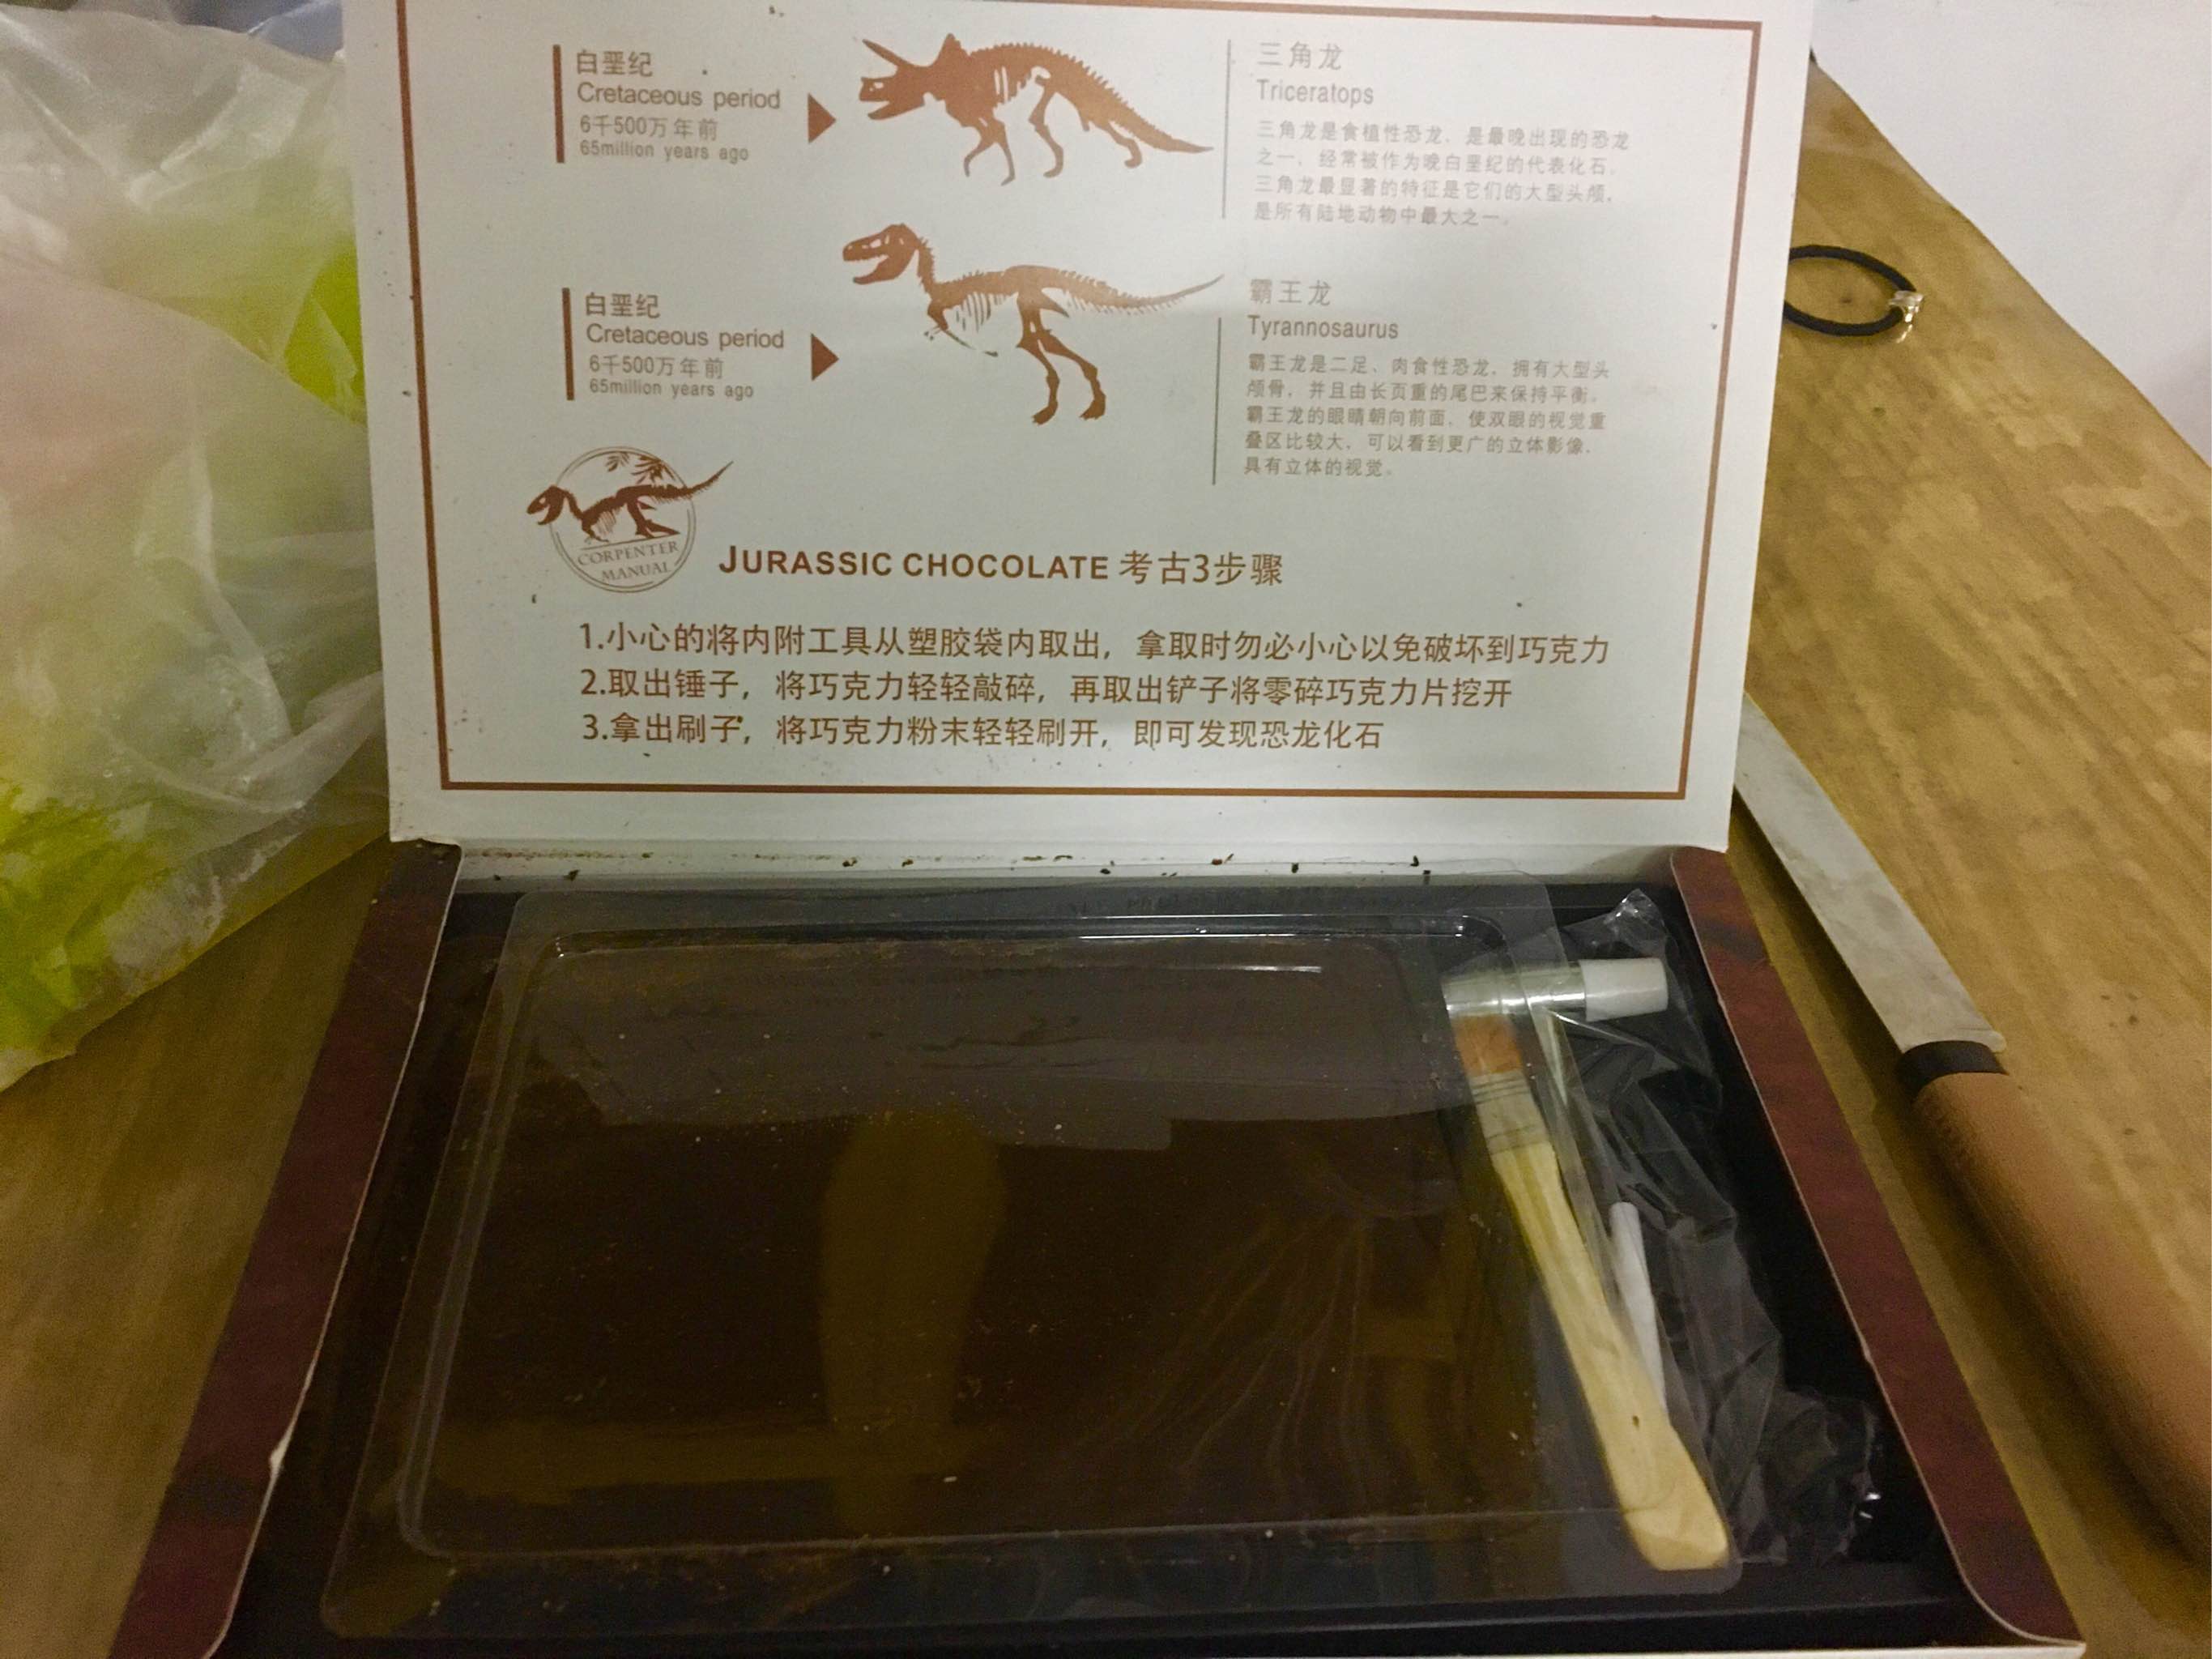 白垩纪
Cretaceous period
6千500万年前
65million years ago
三角龙
Triceratops
三角龙是食植性恐龙，是最晚出现的恐龙
之一，经常被作为晚白垩纪的代表化石。
三角龙最显著的特征是它们的大型头颅，
是所有陆地动物中最大之一。
白垩纪
Cretaceous period
6千500万年前
65million years ago
霸王龙
Tyrannosaurus
霸王龙是二足、肉食性恐龙，拥有大型头
颅骨，并且由长页重的尾巴来保持平衡。
霸王龙的眼睛朝向前面，使双眼的视觉重
叠区比较大，可以看到更广的立体影像，
具有立体的视觉。
CORPENTER
MANUAL
JURASSIC CHOCOLATE 考古3步骤
1.小心的将内附工具从塑胶袋内取出，拿取时勿必小心以免破坏到巧克力
2.取出锤子，将巧克力轻轻敲碎，再取出铲子将零碎巧克力片挖开
3.拿出刷子，将巧克力粉末轻轻刷开，即可发现恐龙化石